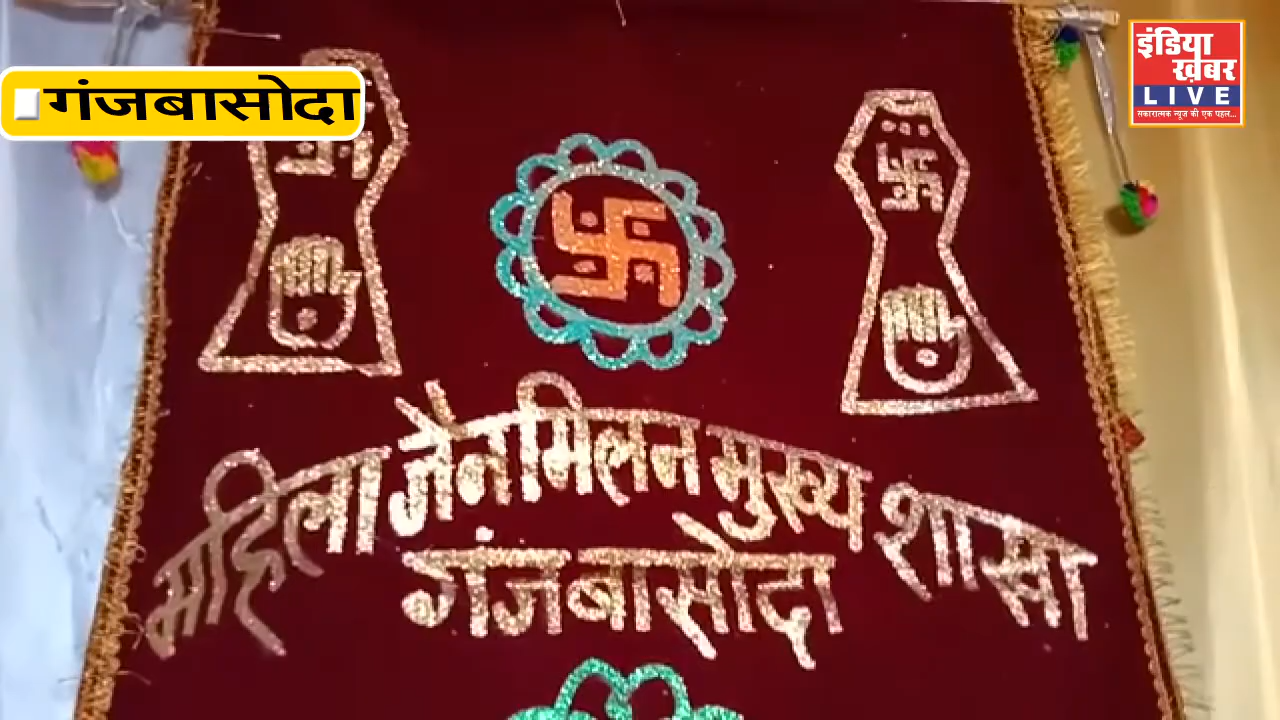 गंजबासोदा
इंडिया
ख़बर
LIVE
सकारात्मक न्यूज की एक पहल...
महिला जैन मिलन मुख्य शाखा
गंजबासोदा